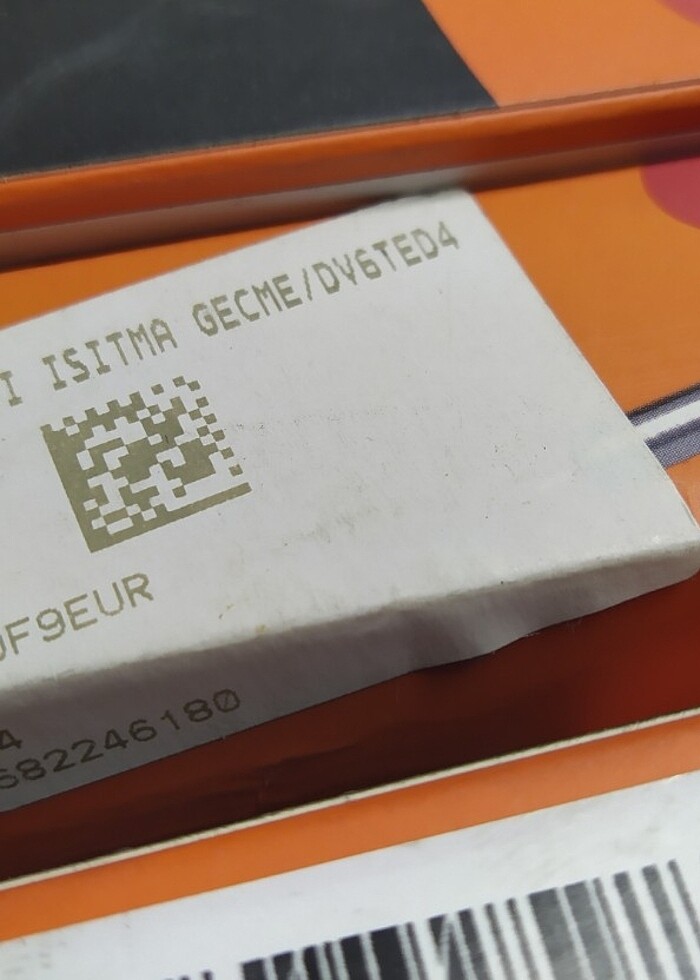 I ISITMA GECME/DV6TED4
F9EUR
4
682246180